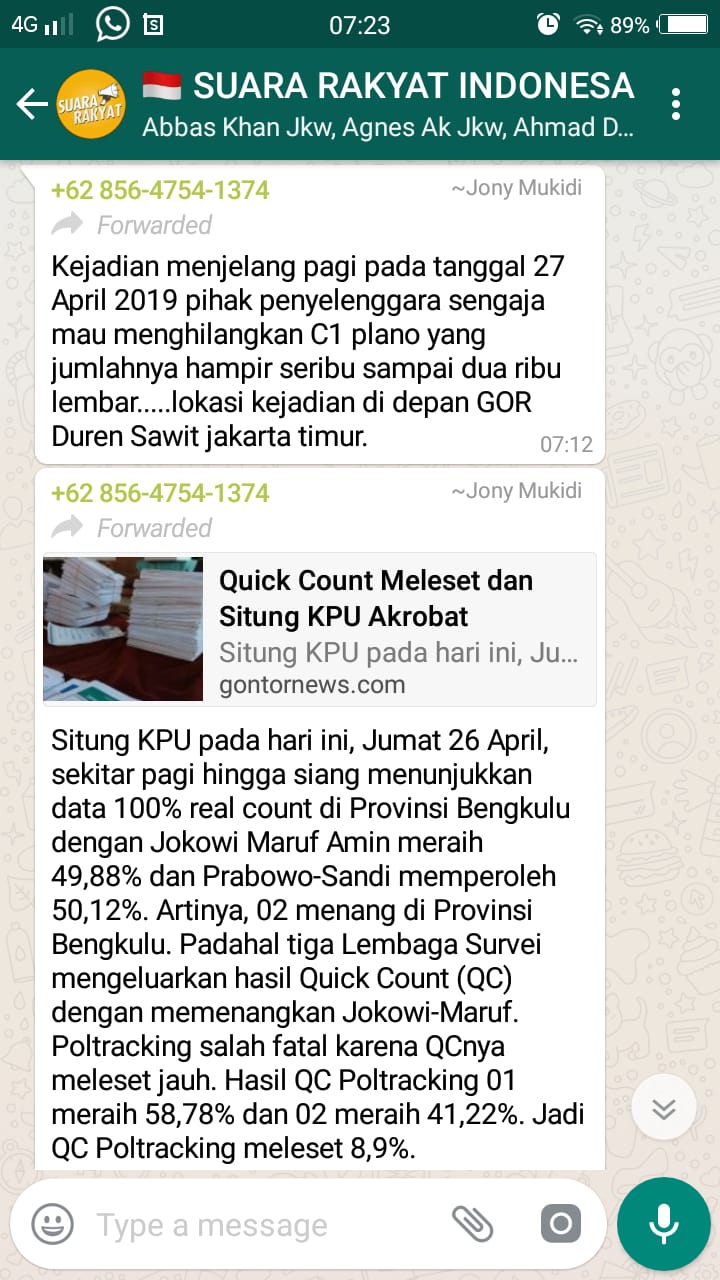 4G 07:23 89%
SUARA RAKYAT INDONESA
SUARA
RAKYAT
Abbas Khan Jkw, Agnes Ak Jkw, Ahmad D...
+62 856-4754-1374 ~Jony Mukidi
Forwarded
Kejadian menjelang pagi pada tanggal 27
April 2019 pihak penyelenggara sengaja
mau menghilangkan C1 plano yang
jumlahnya hampir seribu sampai dua ribu
lembar.....lokasi kejadian di depan GOR
Duren Sawit jakarta timur.
07:12
+62 856-4754-1374 ~Jony Mukidi
Forwarded
Quick Count Meleset dan
Situng KPU Akrobat
Situng KPU pada hari ini, Ju...
gontornews.com
Situng KPU pada hari ini, Jumat 26 April,
sekitar pagi hingga siang menunjukkan
data 100% real count di Provinsi Bengkulu
dengan Jokowi Maruf Amin meraih
49,88% dan Prabowo-Sandi memperoleh
50,12%. Artinya, 02 menang di Provinsi
Bengkulu. Padahal tiga Lembaga Survei
mengeluarkan hasil Quick Count (QC)
dengan memenangkan Jokowi-Maruf.
Poltracking salah fatal karena QCnya
meleset jauh. Hasil QC Poltracking 01
meraih 58,78% dan 02 meraih 41,22%. Jadi
QC Poltracking meleset 8,9%.
Type a message